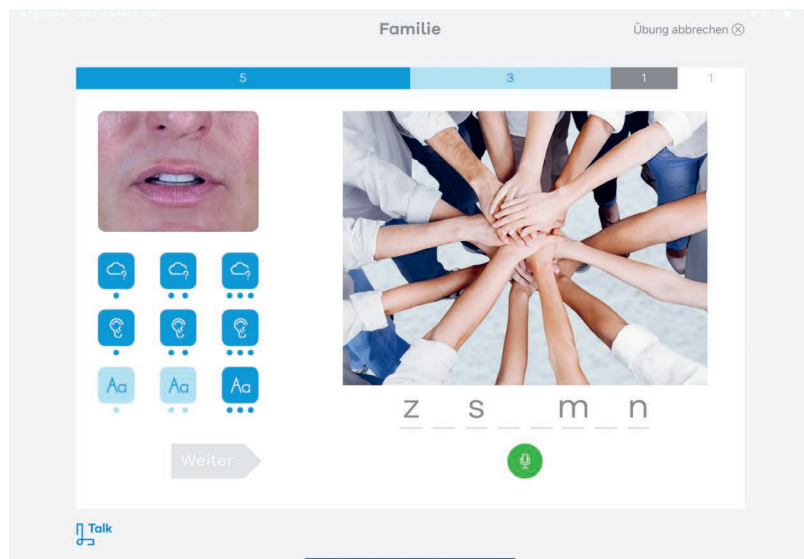 Familie
Übung abbrechen
5 3 1 1
?
?
?
?
?
?
Aa Aa Aa
z _ s _ _ m _ n
Weiter
Talk